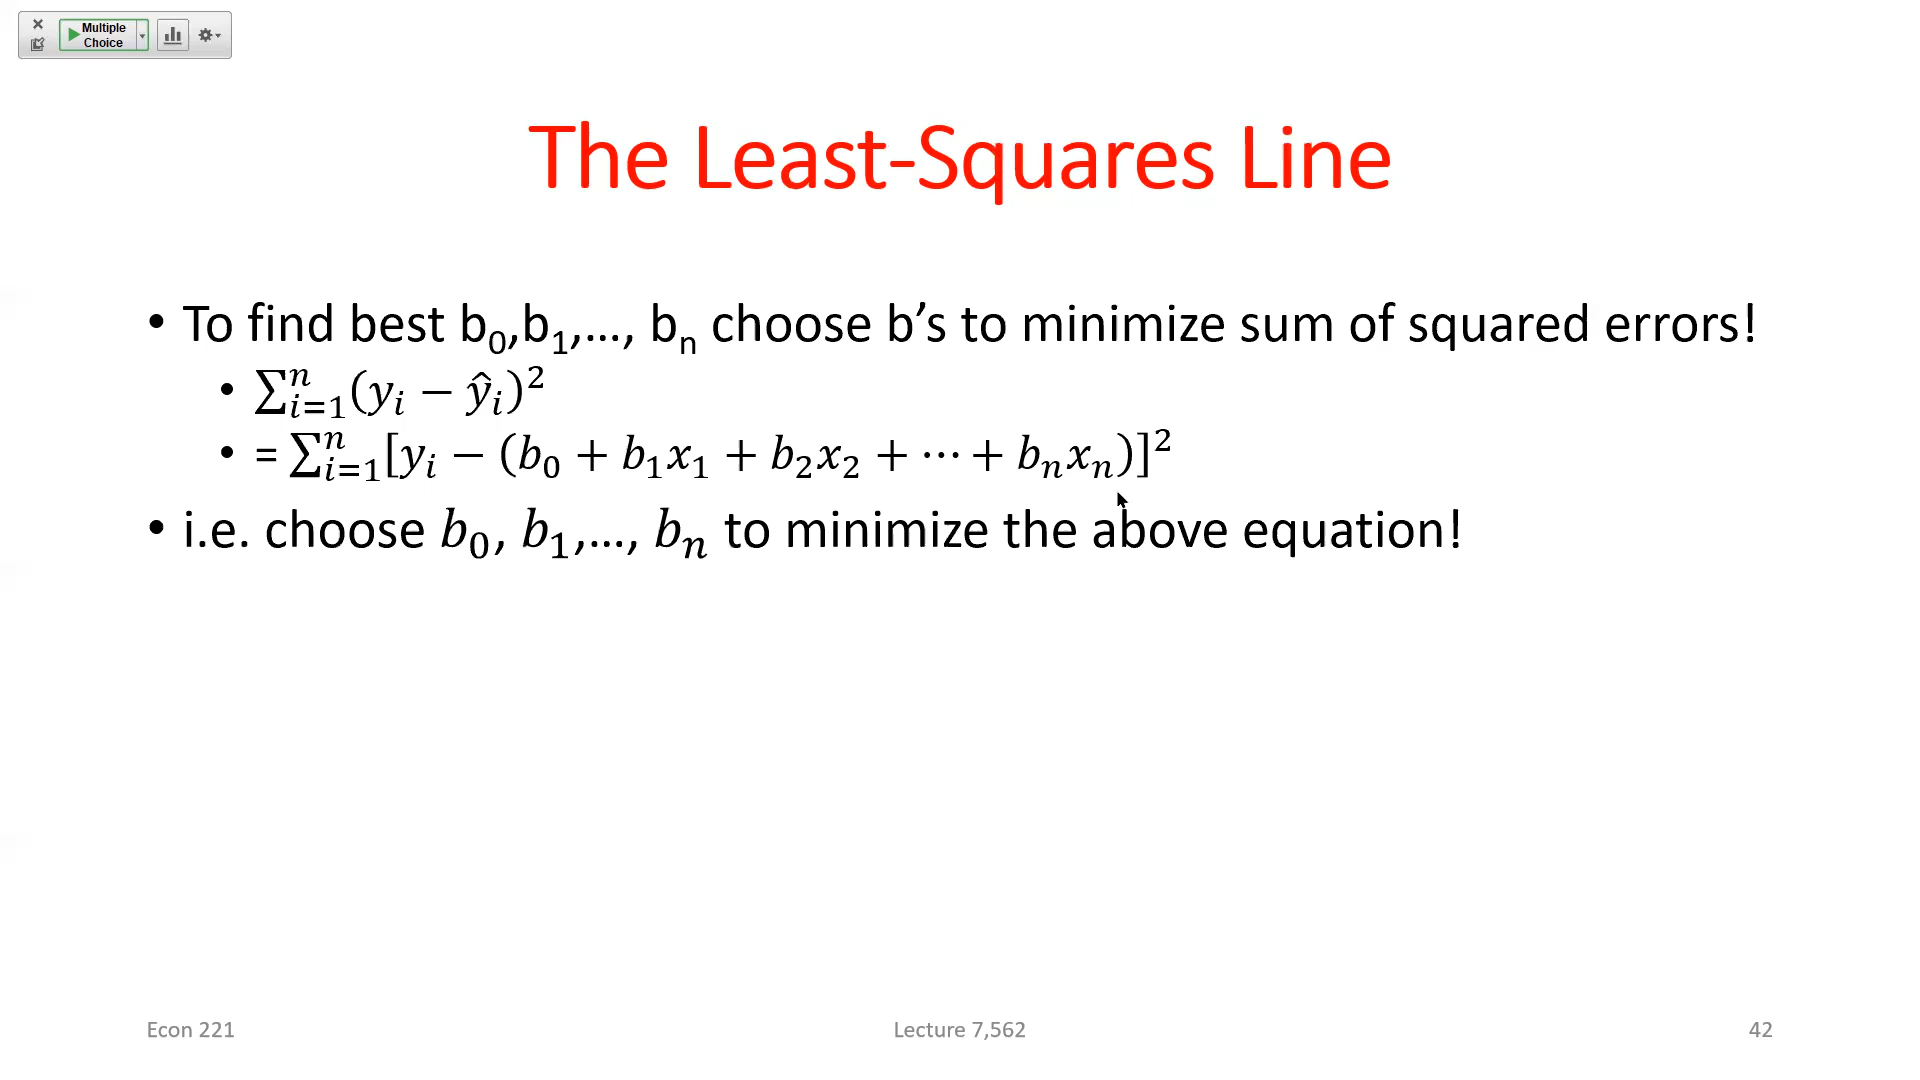 Multiple
Choice
The Least-Squares Line
• To find best b₀,b₁,..., bₙ choose b’s to minimize sum of squared errors!
• ∑ⁿᵢ₌₁(yᵢ − ŷᵢ)²
• = ∑ⁿᵢ₌₁[yᵢ − (b₀ + b₁x₁ + b₂x₂ + ⋯ + bₙxₙ)]²
• i.e. choose b₀, b₁,..., bₙ to minimize the above equation!
Econ 221
Lecture 7,562
42